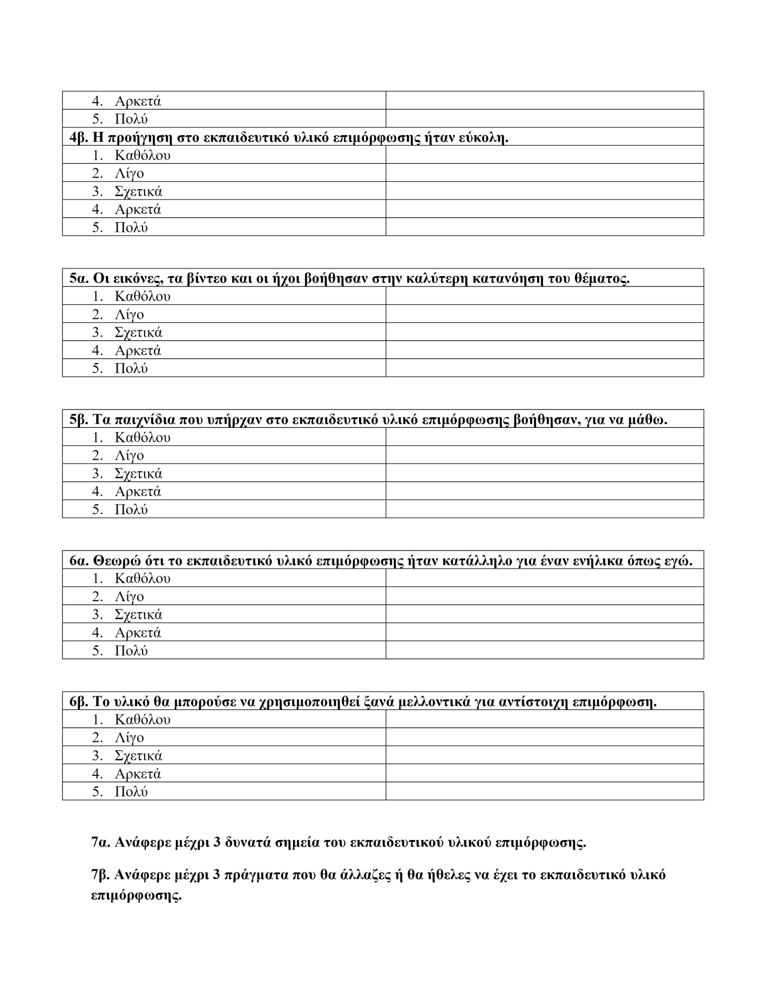 4. Αρκετά
5. Πολύ
4β. Η προήγηση στο εκπαιδευτικό υλικό επιμόρφωσης ήταν εύκολη.
1. Καθόλου
2. Λίγο
3. Σχετικά
4. Αρκετά
5. Πολύ
5α. Οι εικόνες, τα βίντεο και οι ήχοι βοήθησαν στην καλύτερη κατανόηση του θέματος.
1. Καθόλου
2. Λίγο
3. Σχετικά
4. Αρκετά
5. Πολύ
5β. Τα παιχνίδια που υπήρχαν στο εκπαιδευτικό υλικό επιμόρφωσης βοήθησαν, για να μάθω.
1. Καθόλου
2. Λίγο
3. Σχετικά
4. Αρκετά
5. Πολύ
6α. Θεωρώ ότι το εκπαιδευτικό υλικό επιμόρφωσης ήταν κατάλληλο για έναν ενήλικα όπως εγώ.
1. Καθόλου
2. Λίγο
3. Σχετικά
4. Αρκετά
5. Πολύ
6β. Το υλικό θα μπορούσε να χρησιμοποιηθεί ξανά μελλοντικά για αντίστοιχη επιμόρφωση.
1. Καθόλου
2. Λίγο
3. Σχετικά
4. Αρκετά
5. Πολύ
7α. Ανάφερε μέχρι 3 δυνατά σημεία του εκπαιδευτικού υλικού επιμόρφωσης.
7β. Ανάφερε μέχρι 3 πράγματα που θα άλλαζες ή θα ήθελες να έχει το εκπαιδευτικό υλικό
επιμόρφωσης.